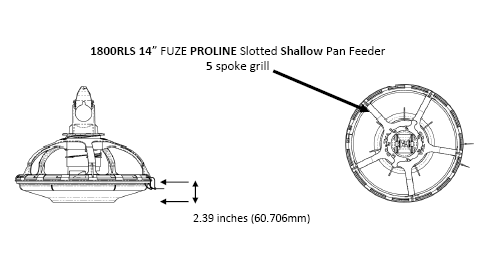 1800RLS 14” FUZE PROLINE Slotted Shallow Pan Feeder
5 spoke grill
2.39 inches (60.706mm)